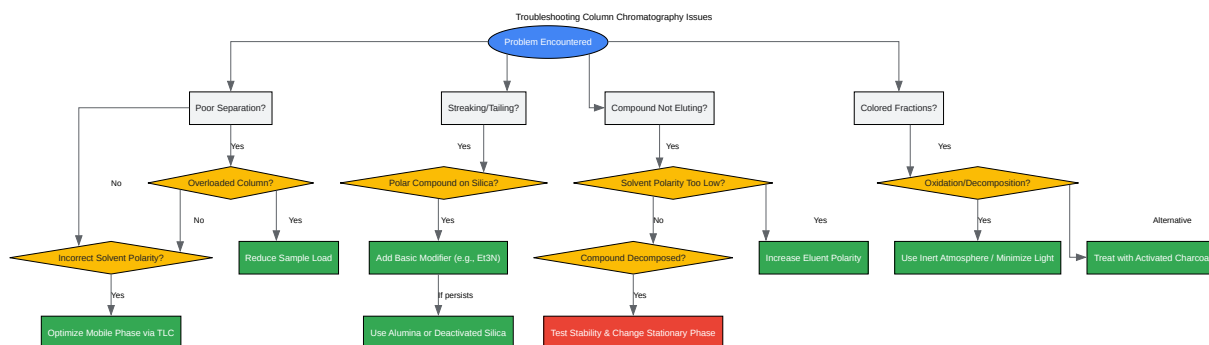 Troubleshooting Column Chromatography Issues
Problem Encountered
Poor Separation?
Streaking/Tailing?
Compound Not Eluting?
Colored Fractions?
Yes
Yes
Yes
Yes
No
Overloaded Column?
Polar Compound on Silica?
Solvent Polarity Too Low?
Oxidation/Decomposition?
No
Yes
Yes
No
Yes
Yes
Alternative
Incorrect Solvent Polarity?
Reduce Sample Load
Add Basic Modifier (e.g., Et3N)
Compound Decomposed?
Increase Eluent Polarity
Use Inert Atmosphere / Minimize Light
Treat with Activated Charcoa
Yes
If persists
Yes
Optimize Mobile Phase via TLC
Use Alumina or Deactivated Silica
Test Stability & Change Stationary Phase